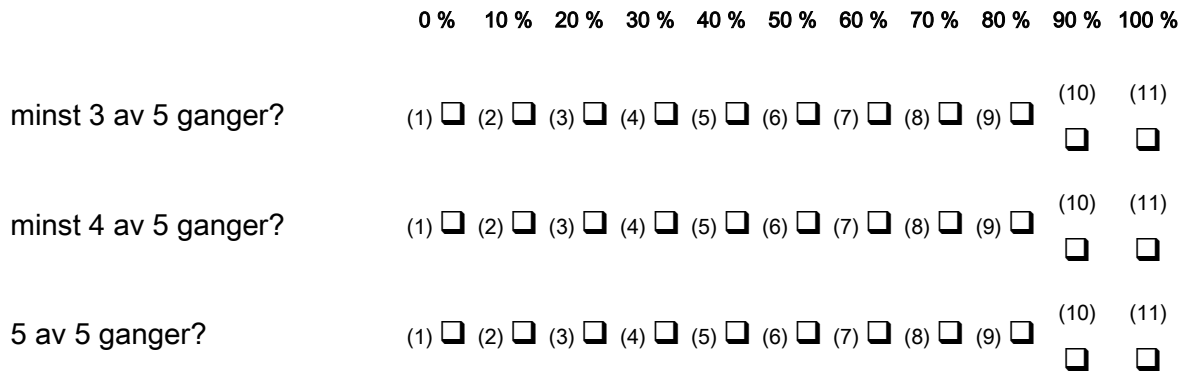 0 % 10 % 20 % 30 % 40 % 50 % 60 % 70 % 80 % 90 % 100 %
minst 3 av 5 ganger? (1) ❑ (2) ❑ (3) ❑ (4) ❑ (5) ❑ (6) ❑ (7) ❑ (8) ❑ (9) ❑ (10) ❑ (11) ❑
minst 4 av 5 ganger? (1) ❑ (2) ❑ (3) ❑ (4) ❑ (5) ❑ (6) ❑ (7) ❑ (8) ❑ (9) ❑ (10) ❑ (11) ❑
5 av 5 ganger? (1) ❑ (2) ❑ (3) ❑ (4) ❑ (5) ❑ (6) ❑ (7) ❑ (8) ❑ (9) ❑ (10) ❑ (11) ❑